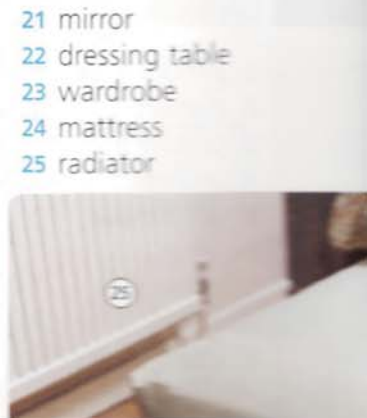 21 mirror
22 dressing table
23 wardrobe
24 mattress
25 radiator
25